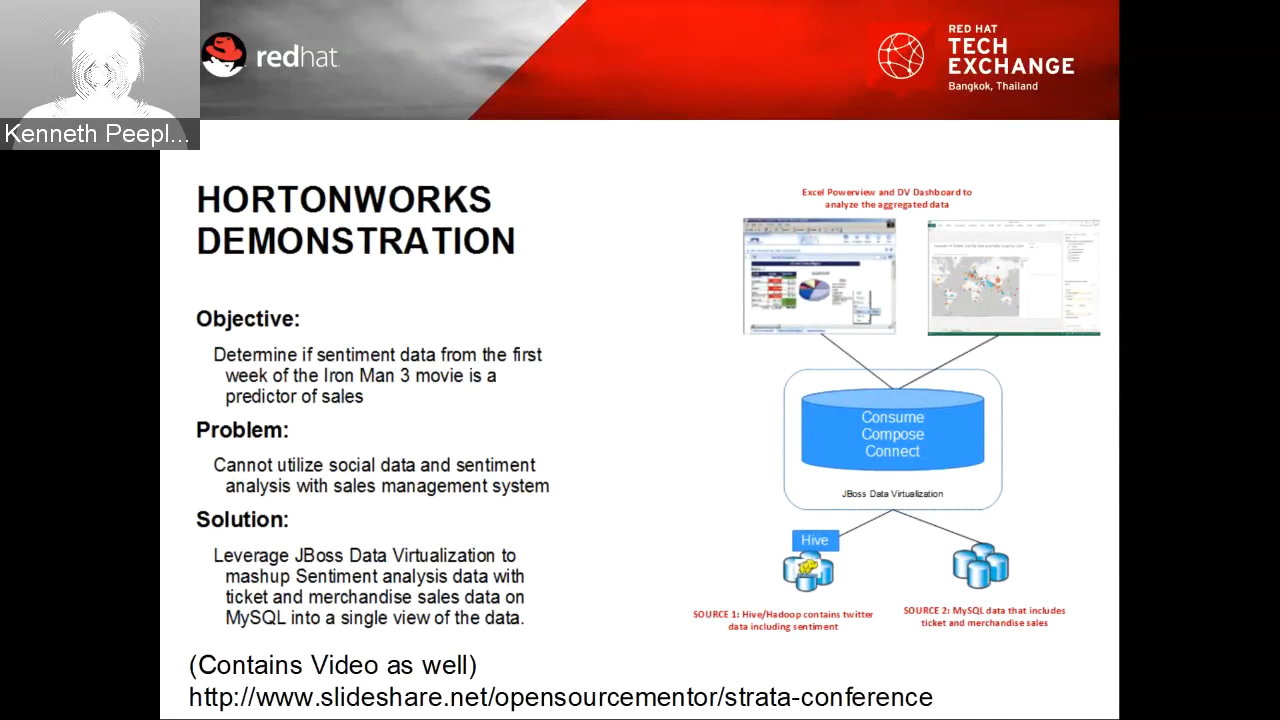 redhat.
RED HAT
TECH
EXCHANGE
Bangkok, Thailand
Kenneth Peepl...
HORTONWORKS
DEMONSTRATION
Objective:
Determine if sentiment data from the first
week of the Iron Man 3 movie is a
predictor of sales
Problem:
Cannot utilize social data and sentiment
analysis with sales management system
Solution:
Leverage JBoss Data Virtualization to
mashup Sentiment analysis data with
ticket and merchandise sales data on
MySQL into a single view of the data.
Excel Powerview and DV Dashboard to
analyze the aggregated data
Consume
Compose
Connect
JBoss Data Virtualization
Hive
SOURCE 1: Hive/Hadoop contains twitter
data including sentiment
SOURCE 2: MySQL data that includes
ticket and merchandise sales
(Contains Video as well)
http://www.slideshare.net/opensourcementor/strata-conference